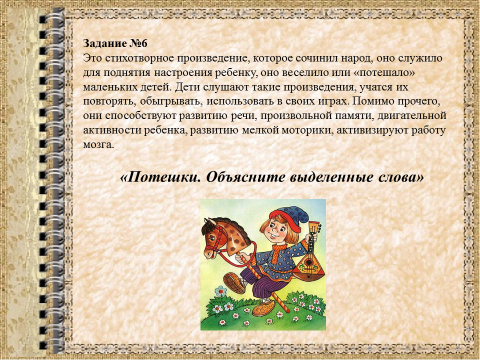 Задание №6
Это стихотворное произведение, которое сочинил народ, оно служило
для поднятия настроения ребенку, оно веселило или «потешало»
маленьких детей. Дети слушают такие произведения, учатся их
повторять, обыгрывать, использовать в своих играх. Помимо прочего,
они способствуют развитию речи, произвольной памяти, двигательной
активности ребенка, развитию мелкой моторики, активизируют работу
мозга.
«Потешки. Объясните выделенные слова»